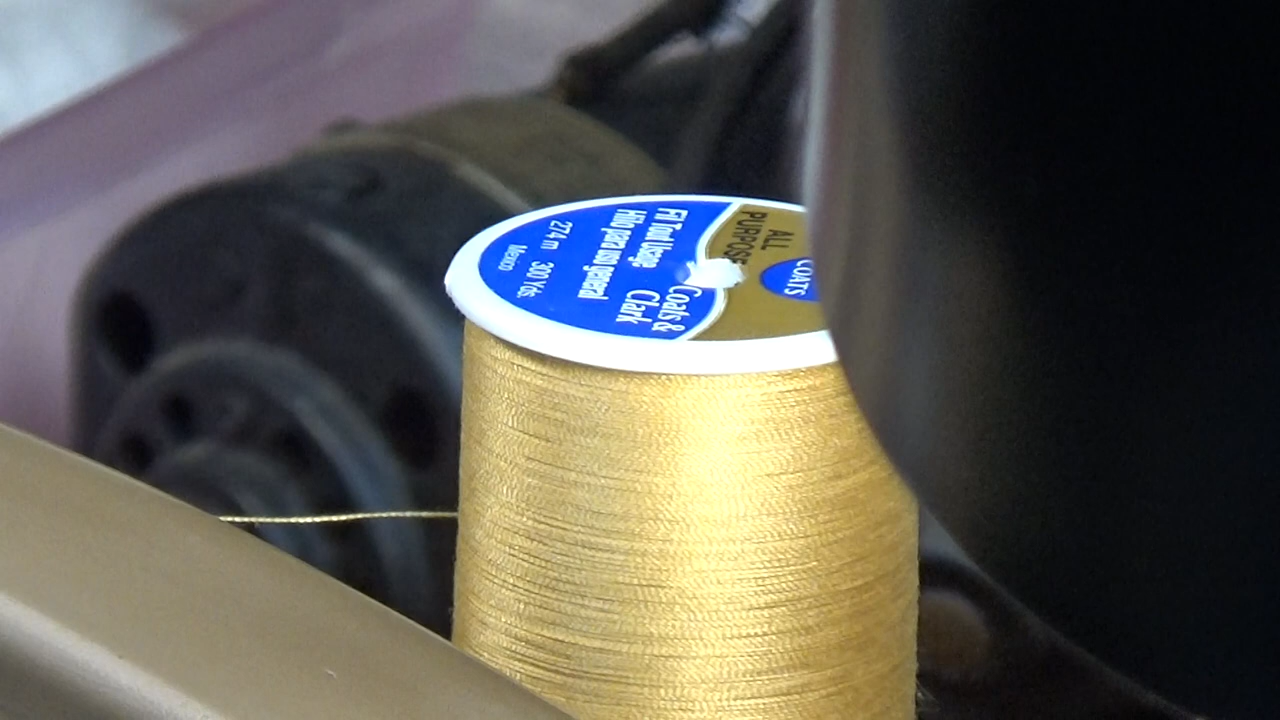 COATS
ALL
PURPOSE
Coats &
Clark
Fil Tout Usage
Hilo para uso general
274 m 300 Yds.
Mexico